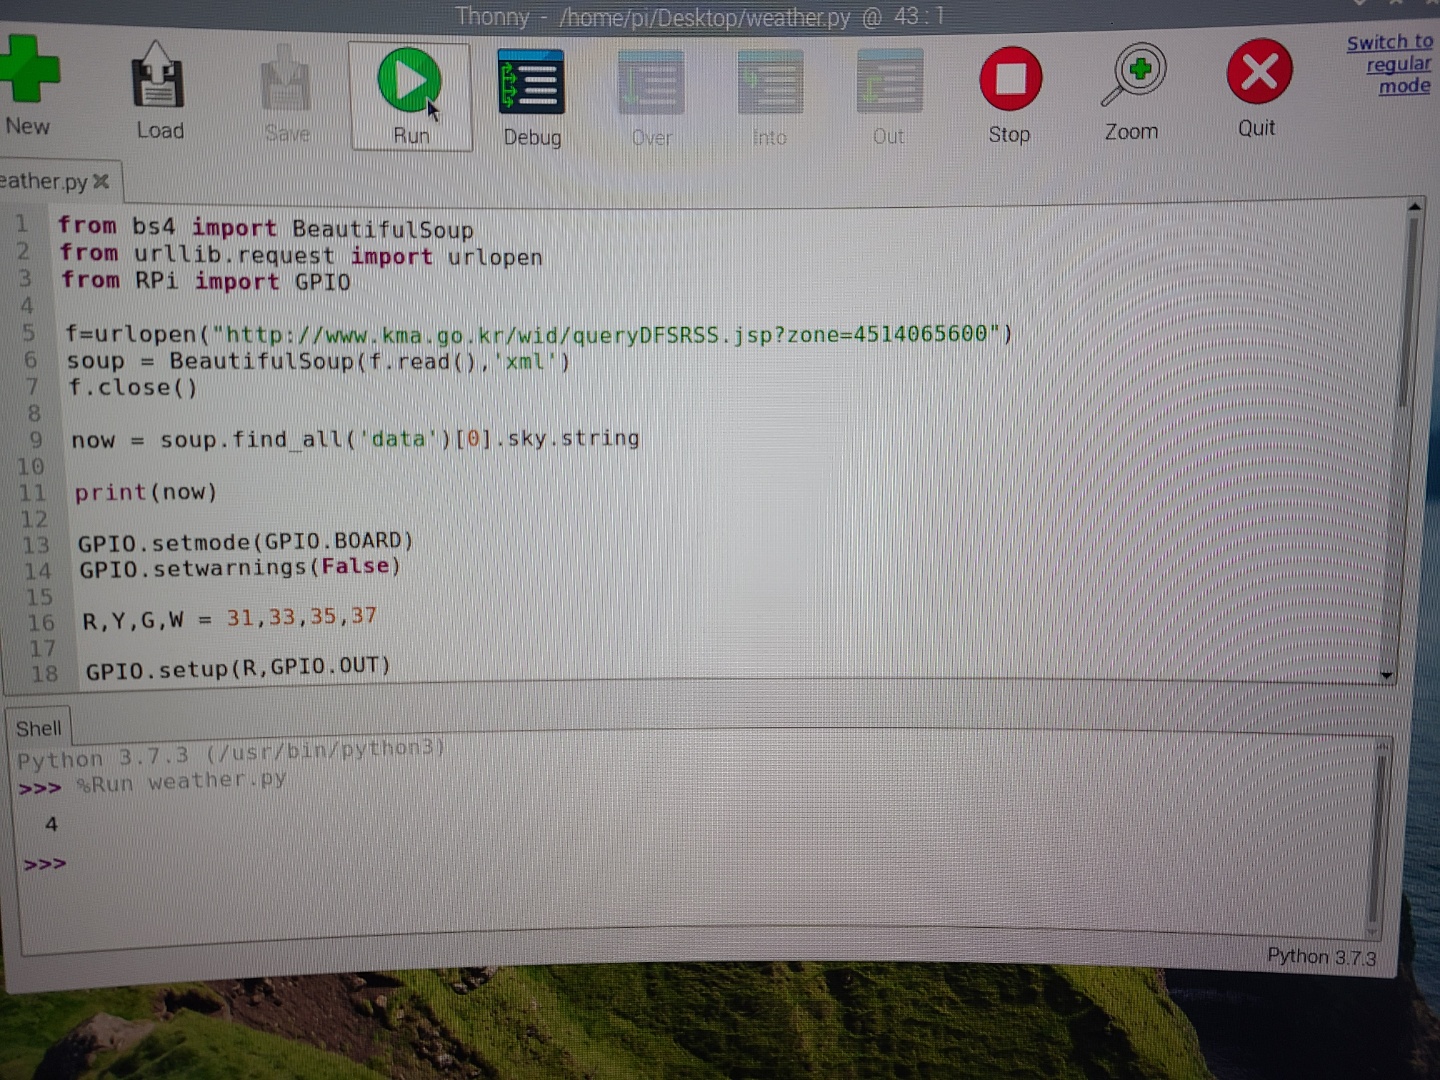 Thonny - /home/pi/Desktop/weather.py @ 43:1
New Load Save Run Debug Over Into Out Stop Zoom Quit
Switch to
regular
mode
eather.py
1 from bs4 import BeautifulSoup
2 from urllib.request import urlopen
3 from RPi import GPIO
4
5 f=urlopen("http://www.kma.go.kr/wid/queryDFSRSS.jsp?zone=4514065600")
6 soup = BeautifulSoup(f.read(),'xml')
7 f.close()
8
9 now = soup.find_all('data')[0].sky.string
10
11 print(now)
12
13 GPIO.setmode(GPIO.BOARD)
14 GPIO.setwarnings(False)
15
16 R,Y,G,W = 31,33,35,37
17
18 GPIO.setup(R,GPIO.OUT)
Shell
Python 3.7.3 (/usr/bin/python3)
>>> %Run weather.py
4
>>>
Python 3.7.3